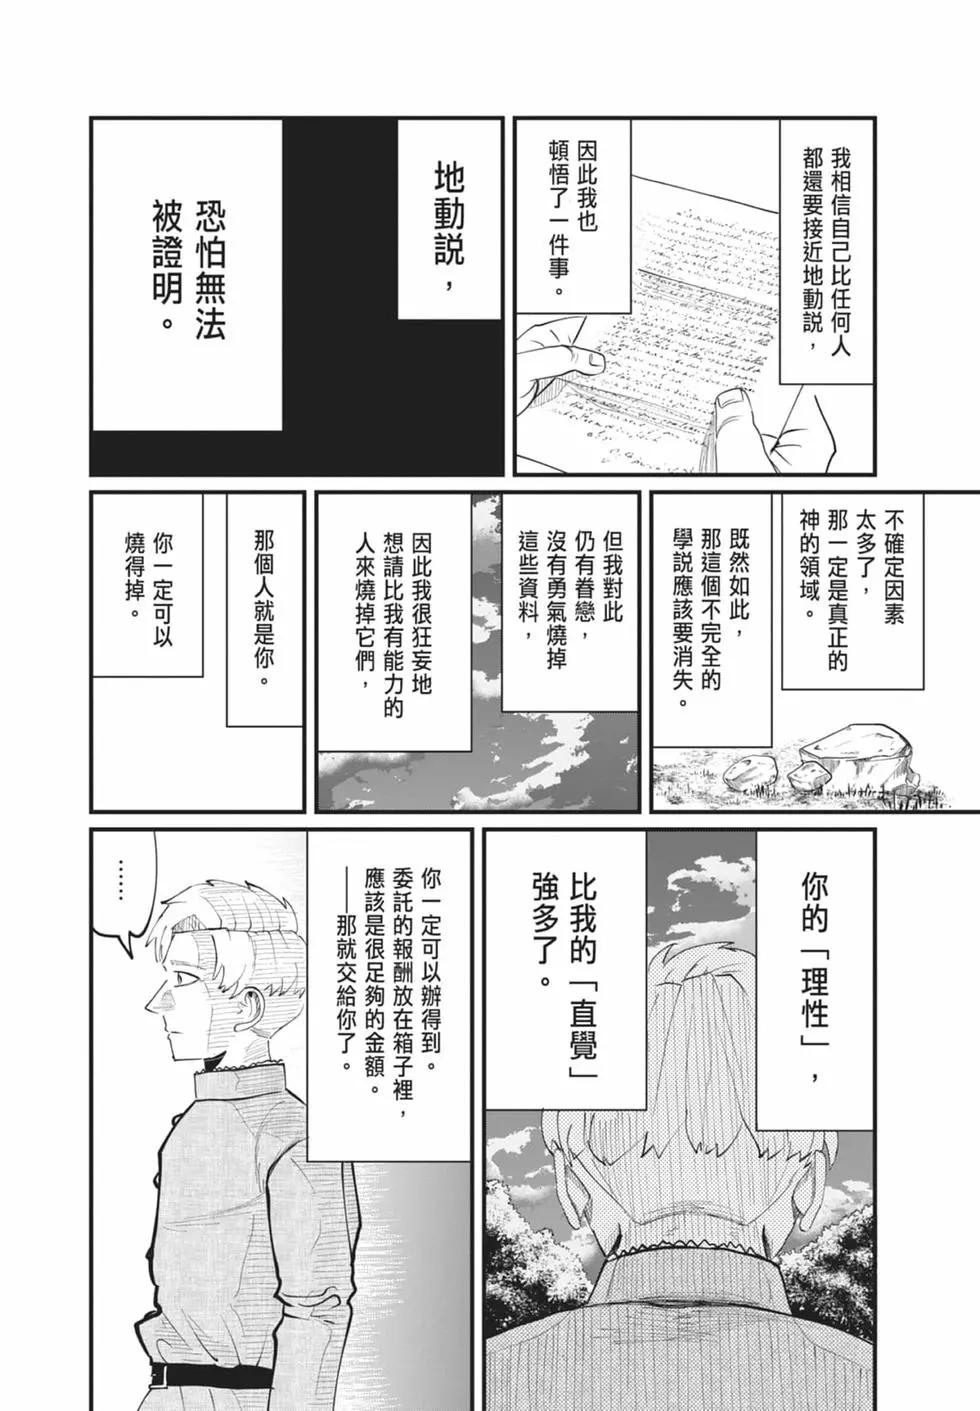 我相信自己比任何人
都還要接近地動說，
因此我也
頓悟了一件事。
地動說，
恐怕無法
被證明。
不確定因素
太多了，
那一定是真正的
神的領域。
既然如此，
那這個不完全的
學說應該要消失。
但我對此
仍有眷戀，
沒有勇氣燒掉
這些資料，
因此我很狂妄地
想請比我有能力的
人來燒掉它們，
那個人就是你。
你一定可以
燒得掉。
你的「理性」，
比我的「直覺」
強多了。
你一定可以辦得到。
委託的報酬放在箱子裡，
應該是很足夠的金額。
——那就交給你了。
……